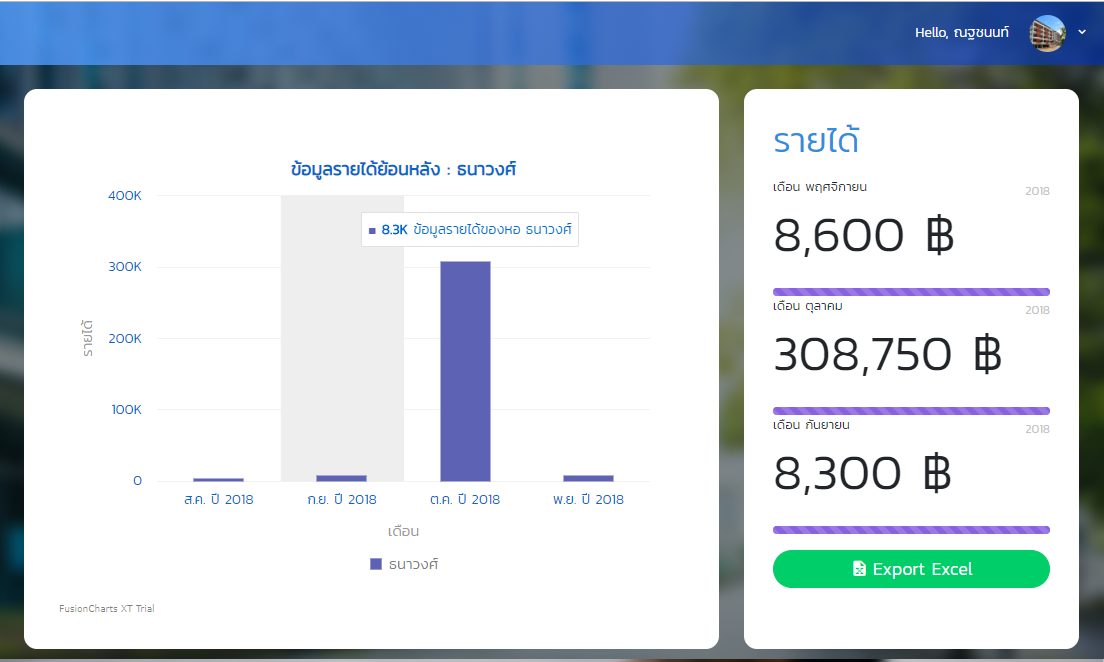 Hello, ณฐชนนท์
ข้อมูลรายได้ย้อนหลัง : ธนาวงศ์
400K
8.3K ข้อมูลรายได้ของหอ ธนาวงศ์
300K
200K
100K
0
รายได้
ส.ค. ปี 2018 ก.ย. ปี 2018 ต.ค. ปี 2018 พ.ย. ปี 2018
เดือน
ธนาวงศ์
FusionCharts XT Trial
รายได้
เดือน พฤศจิกายน 2018
8,600 ฿
เดือน ตุลาคม 2018
308,750 ฿
เดือน กันยายน 2018
8,300 ฿
Export Excel